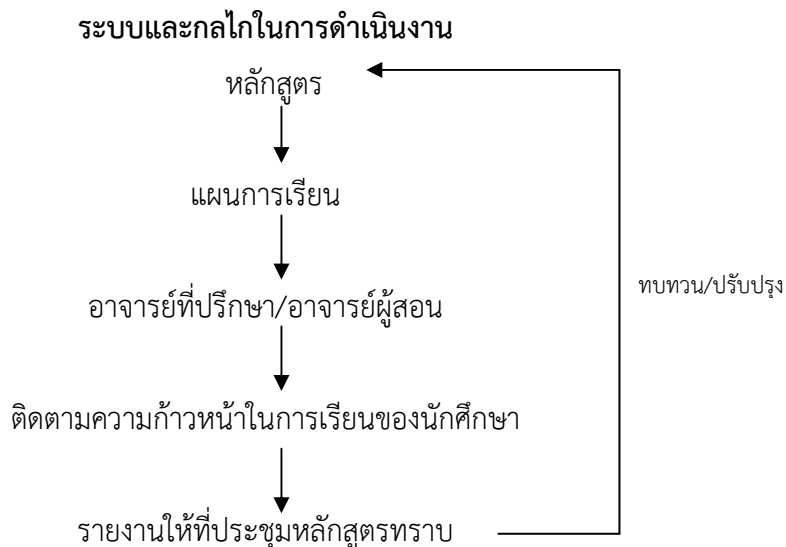 ระบบและกลไกในการดำเนินงาน
หลักสูตร
แผนการเรียน
อาจารย์ที่ปรึกษา/อาจารย์ผู้สอน
ทบทวน/ปรับปรุง
ติดตามความก้าวหน้าในการเรียนของนักศึกษา
รายงานให้ที่ประชุมหลักสูตรทราบ